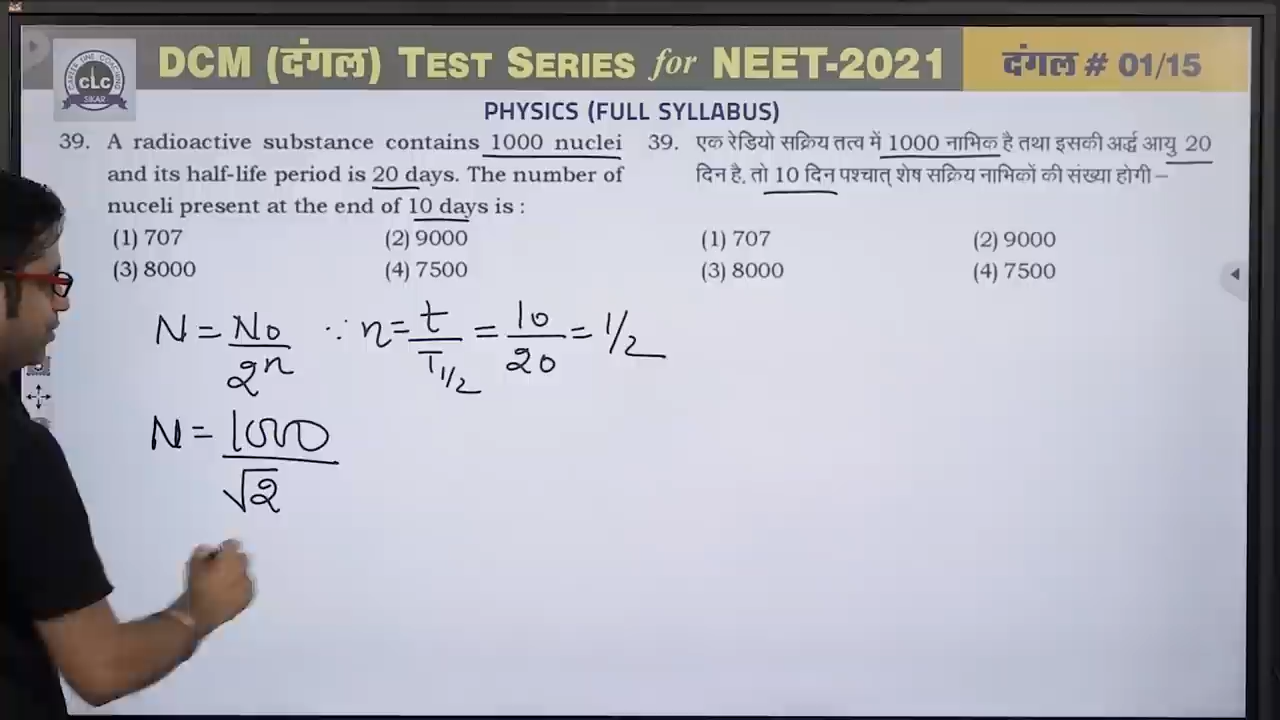 DCM (दंगल) TEST SERIES for NEET-2021
दंगल # 01/15
CLC
SIKAR
PHYSICS (FULL SYLLABUS)
39. A radioactive substance contains 1000 nuclei
and its half-life period is 20 days. The number of
nuceli present at the end of 10 days is :
(1) 707 (2) 9000
(3) 8000 (4) 7500
39. एक रेडियो सक्रिय तत्व में 1000 नाभिक है तथा इसकी अर्द्ध आयु 20
दिन है, तो 10 दिन पश्चात् शेष सक्रिय नाभिकों की संख्या होगी –
(1) 707 (2) 9000
(3) 8000 (4) 7500
N = N₀/2ⁿ ∵ n = t/T1/2 = 10/20 = 1/2
N = 1000/√2